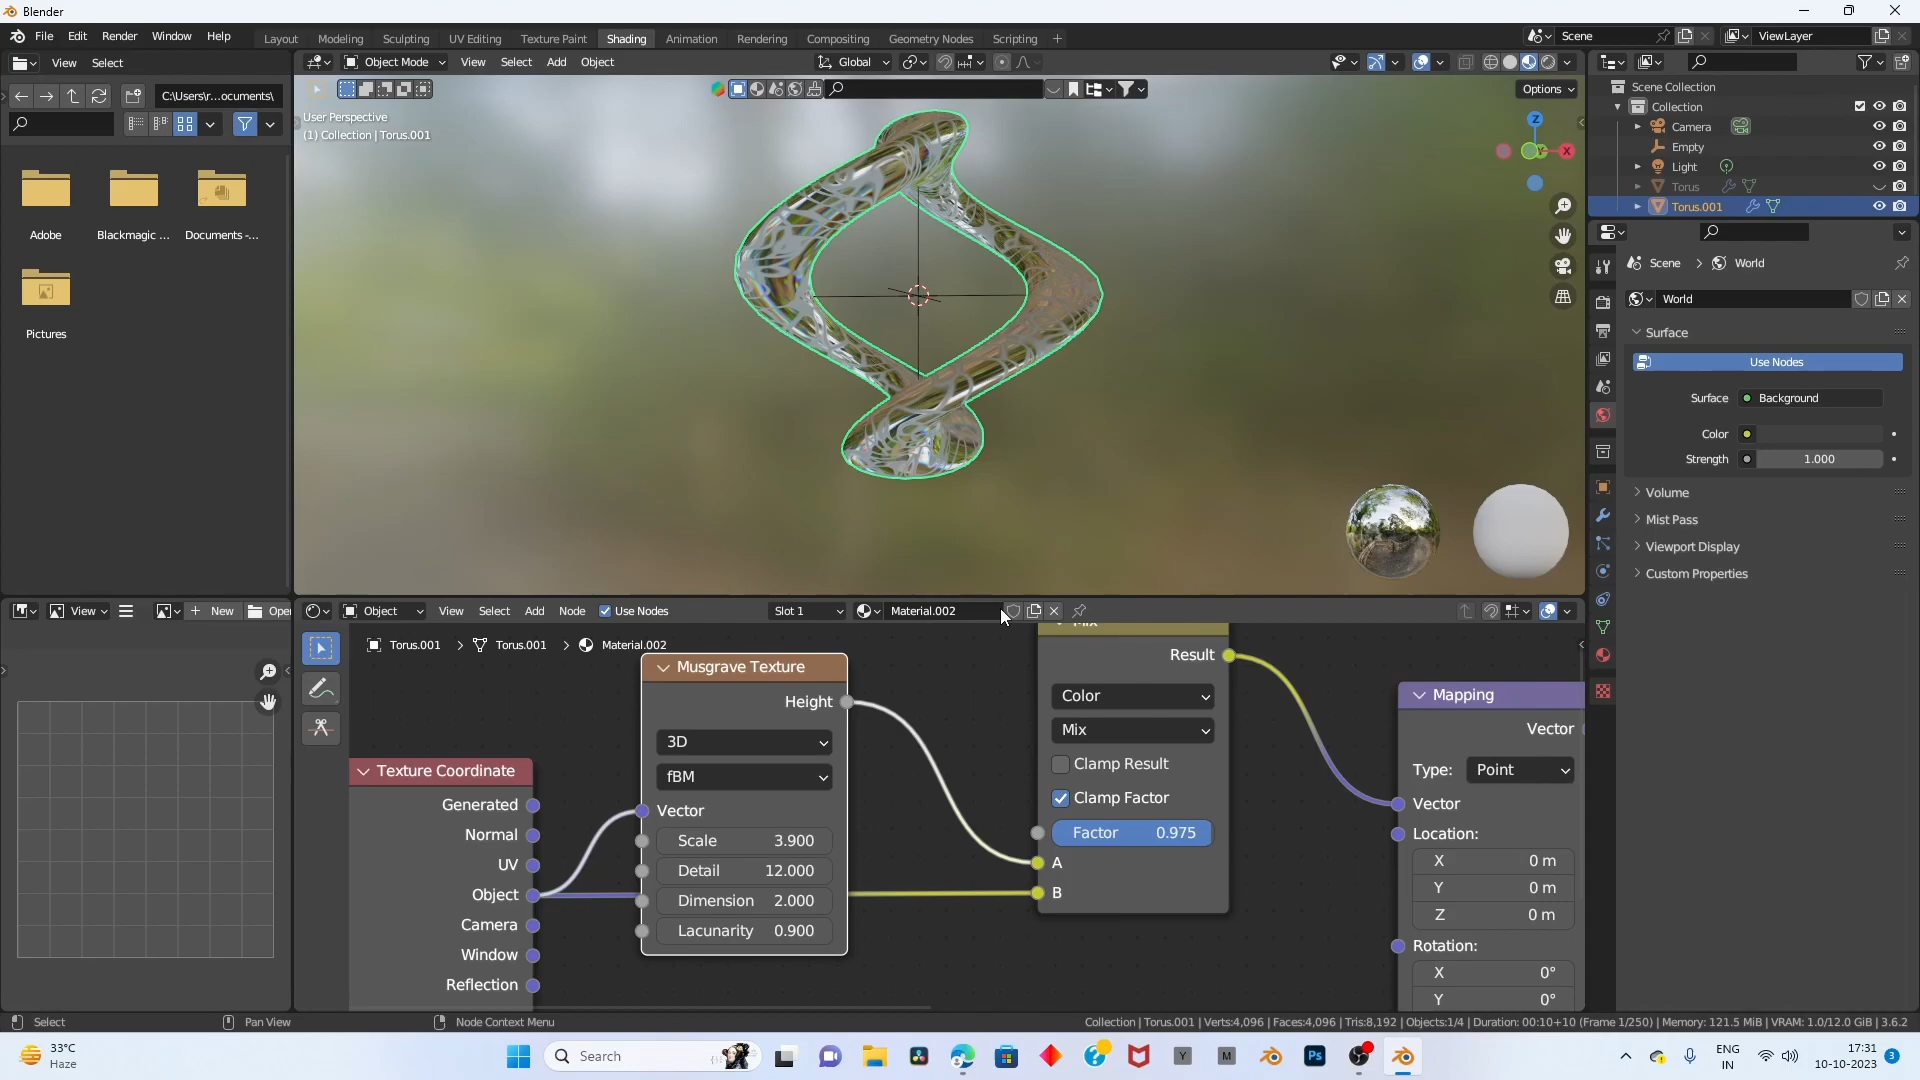 Blender
File Edit Render Window Help
Layout Modeling Sculpting UV Editing Texture Paint Shading Animation Rendering Compositing Geometry Nodes Scripting +
Scene
ViewLayer
View Select
Object Mode View Select Add Object
Global
C:\Users\r...ocuments\
Options
User Perspective
(1) Collection | Torus.001
Z
X
Adobe
Blackmagic ...
Documents -...
Pictures
Scene Collection
Collection
Camera
Empty
Light
Torus
Torus.001
Scene > World
World
Surface
Use Nodes
Surface Background
Color
Strength 1.000
Volume
Mist Pass
Viewport Display
Custom Properties
View
+ New
Open
Object View Select Add Node Use Nodes
Slot 1
Material.002
Torus.001 > Torus.001 > Material.002
Texture Coordinate
Generated
Normal
UV
Object
Camera
Window
Reflection
Musgrave Texture
Height
3D
fBM
Vector
Scale 3.900
Detail 12.000
Dimension 2.000
Lacunarity 0.900
Result
Color
Mix
Clamp Result
Clamp Factor
Factor 0.975
A
B
Mapping
Vector
Type: Point
Vector
Location:
X 0 m
Y 0 m
Z 0 m
Rotation:
X 0°
Y 0°
Select
Pan View
Node Context Menu
Collection | Torus.001 | Verts:4,096 | Faces:4,096 | Tris:8,192 | Objects:1/4 | Duration: 00:10+10 (Frame 1/250) | Memory: 121.5 MiB | VRAM: 1.0/12.0 GiB | 3.6.2
33°C
Haze
Search
Y
M
Ps
ENG
IN
17:31
10-10-2023
3